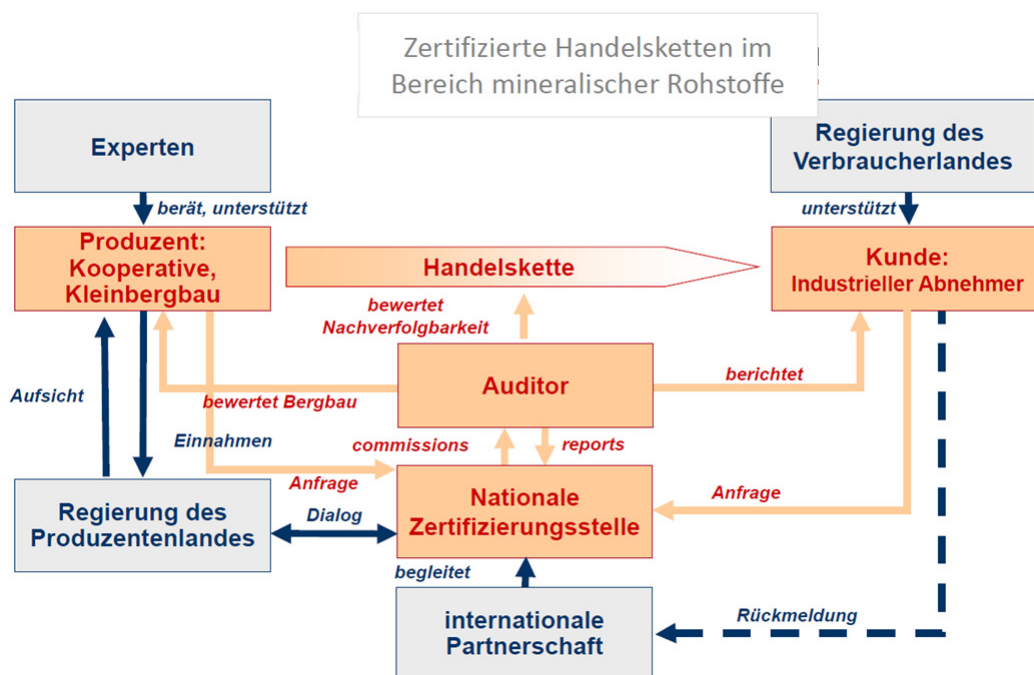 Zertifizierte Handelsketten im
Bereich mineralischer Rohstoffe
Experten
Regierung des
Verbraucherlandes
berät, unterstützt
unterstützt
Produzent:
Kooperative,
Kleinbergbau
Handelskette
Kunde:
Industrieller Abnehmer
bewertet
Nachverfolgbarkeit
Auditor
Aufsicht
bewertet Bergbau
berichtet
Einnahmen
commissions
reports
Anfrage
Nationale
Zertifizierungsstelle
Anfrage
Regierung des
Produzentenlandes
Dialog
begleitet
internationale
Partnerschaft
Rückmeldung